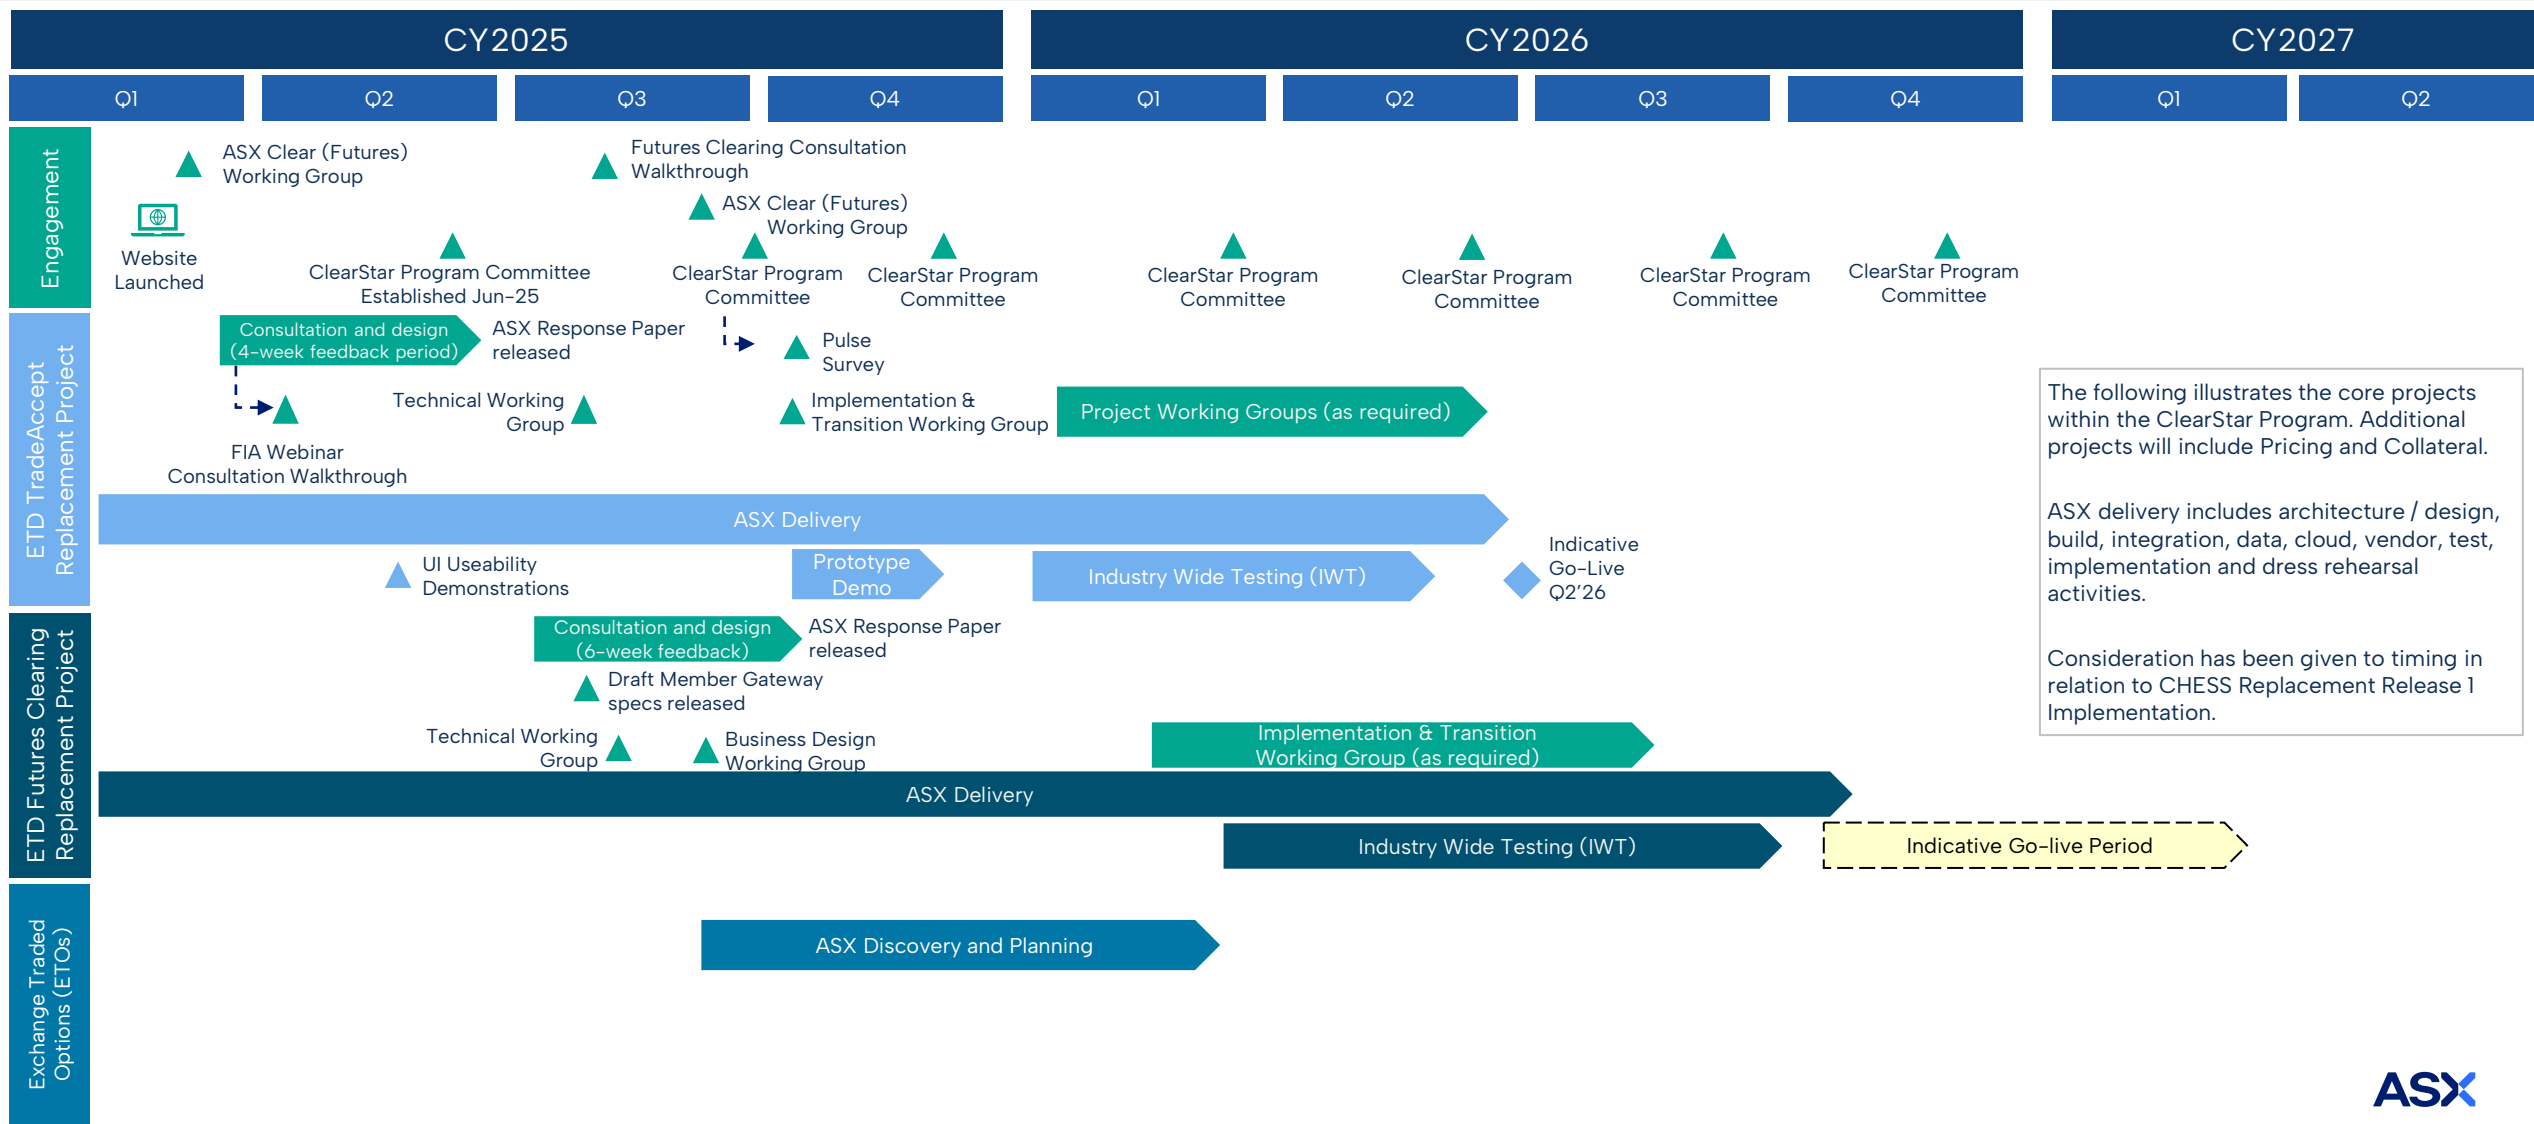 CY2025
CY2026
CY2027
Q1
Q2
Q3
Q4
Q1
Q2
Q3
Q4
Q1
Q2
Engagement
ASX Clear (Futures)
Working Group
Futures Clearing Consultation
Walkthrough
ASX Clear (Futures)
Working Group
Website
Launched
ClearStar Program Committee
Established Jun-25
ClearStar Program
Committee
ClearStar Program
Committee
ClearStar Program
Committee
ClearStar Program
Committee
ClearStar Program
Committee
ClearStar Program
Committee
ETD TradeAccept
Replacement Project
Consultation and design
(4-week feedback period)
ASX Response Paper
released
Pulse
Survey
FIA Webinar
Consultation Walkthrough
Technical Working
Group
Implementation &
Transition Working Group
Project Working Groups (as required)
ASX Delivery
UI Useability
Demonstrations
Prototype
Demo
Industry Wide Testing (IWT)
Indicative
Go-Live
Q2'26
ETD Futures Clearing
Replacement Project
Consultation and design
(6-week feedback)
ASX Response Paper
released
Draft Member Gateway
specs released
Technical Working
Group
Business Design
Working Group
Implementation & Transition
Working Group (as required)
ASX Delivery
Industry Wide Testing (IWT)
Indicative Go-live Period
Exchange Traded
Options (ETOs)
ASX Discovery and Planning
The following illustrates the core projects
within the ClearStar Program. Additional
projects will include Pricing and Collateral.
ASX delivery includes architecture / design,
build, integration, data, cloud, vendor, test,
implementation and dress rehearsal
activities.
Consideration has been given to timing in
relation to CHESS Replacement Release 1
Implementation.
ASX